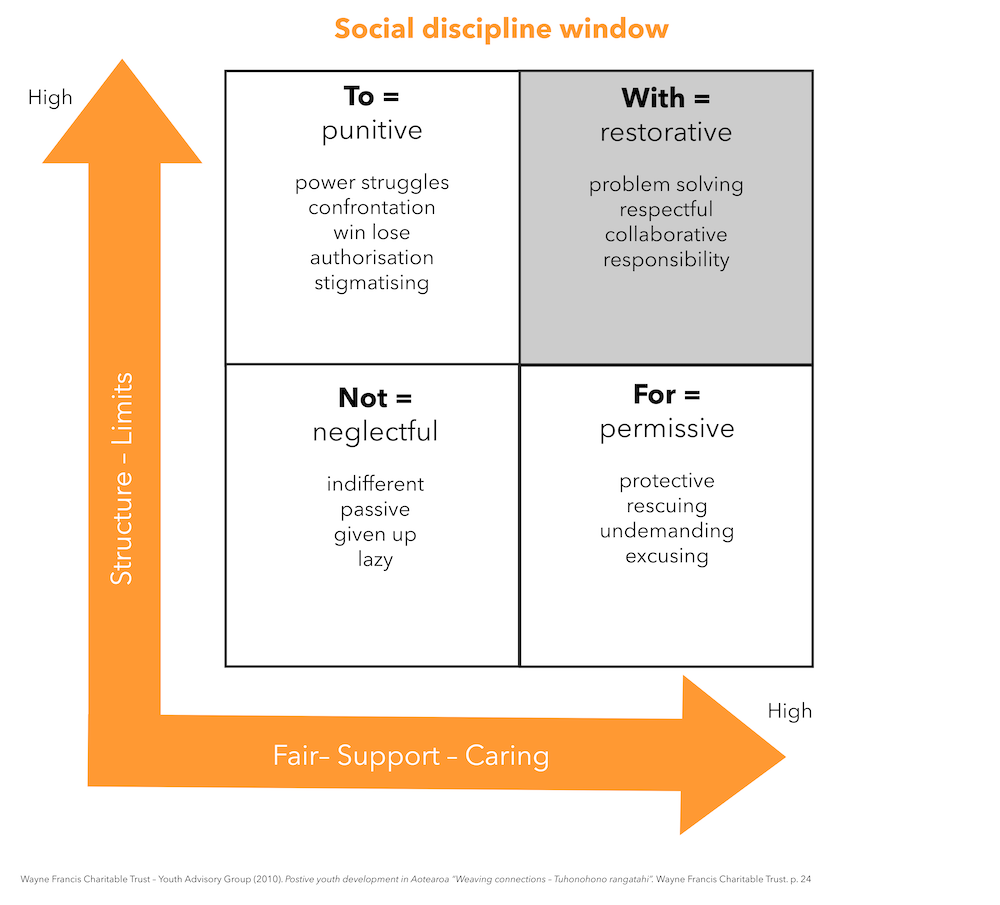 Social discipline window
High
To =
punitive
power struggles
confrontation
win lose
authorisation
stigmatising
With =
restorative
problem solving
respectful
collaborative
responsibility
Structure – Limits
Not =
neglectful
indifferent
passive
given up
lazy
For =
permissive
protective
rescuing
undemanding
excusing
High
Fair– Support – Caring
Wayne Francis Charitable Trust – Youth Advisory Group (2010). Postive youth development in Aotearoa “Weaving connections – Tuhonohono rangatahi”. Wayne Francis Charitable Trust. p. 24